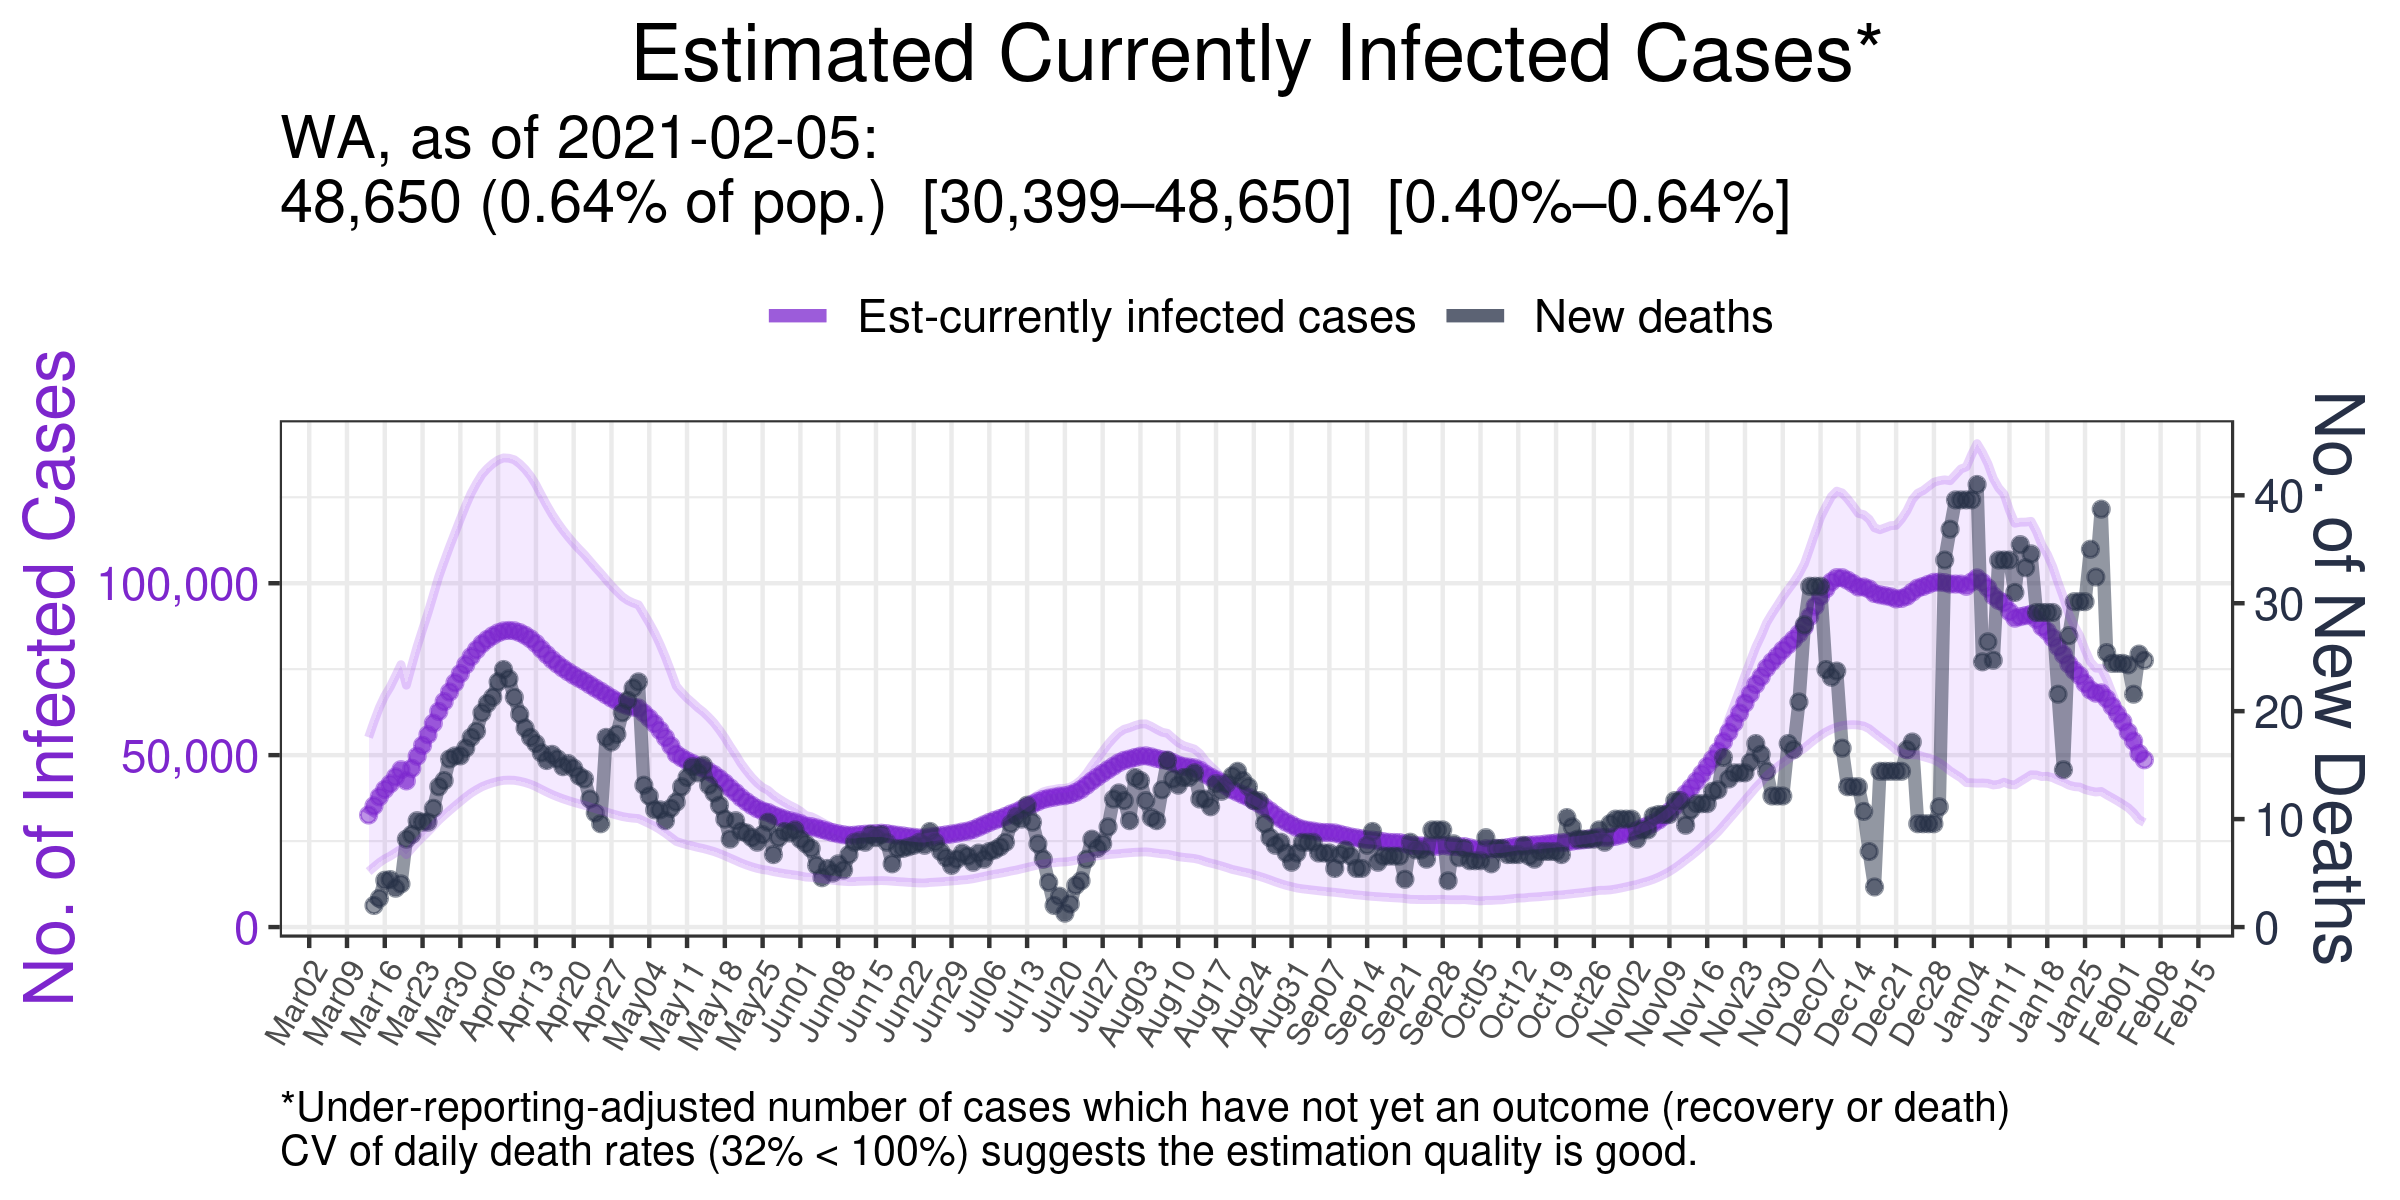 Estimated Currently Infected Cases*
WA, as of 2021-02-05:
48,650 (0.64% of pop.) [30,399–48,650] [0.40%–0.64%]
Est-currently infected cases New deaths
No. of Infected Cases
100,000
50,000
0
No. of New Deaths
40
30
20
10
0
Mar02 Mar09 Mar16 Mar23 Mar30 Apr06 Apr13 Apr20 Apr27 May04 May11 May18 May25 Jun01 Jun08 Jun15 Jun22 Jun29 Jul06 Jul13 Jul20 Jul27 Aug03 Aug10 Aug17 Aug24 Aug31 Sep07 Sep14 Sep21 Sep28 Oct05 Oct12 Oct19 Oct26 Nov02 Nov09 Nov16 Nov23 Nov30 Dec07 Dec14 Dec21 Dec28 Jan04 Jan11 Jan18 Jan25 Feb01 Feb08 Feb15
*Under-reporting-adjusted number of cases which have not yet an outcome (recovery or death)
CV of daily death rates (32% < 100%) suggests the estimation quality is good.